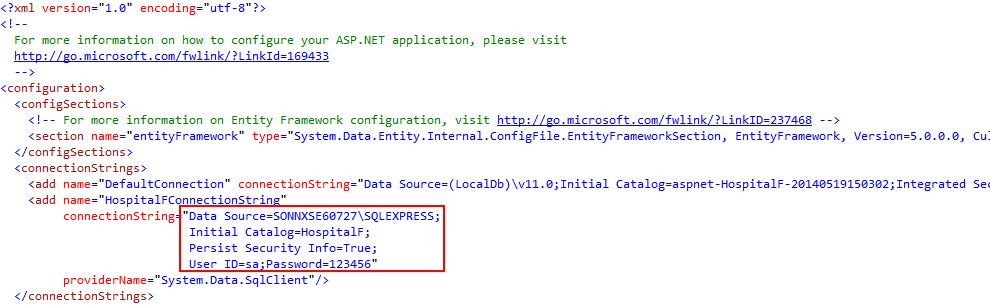 <?xml version="1.0" encoding="utf-8"?>
<!--
For more information on how to configure your ASP.NET application, please visit
http://go.microsoft.com/fwlink/?LinkId=169433
-->
<configuration>
<configSections>
<!-- For more information on Entity Framework configuration, visit http://go.microsoft.com/fwlink/?LinkID=237468 -->
<section name="entityFramework" type="System.Data.Entity.Internal.ConfigFile.EntityFrameworkSection, EntityFramework, Version=5.0.0.0, Cul
</configSections>
<connectionStrings>
<add name="DefaultConnection" connectionString="Data Source=(LocalDb)\v11.0;Initial Catalog=aspnet-HospitalF-20140519150302;Integrated Sec
<add name="HospitalFConnectionString"
connectionString="Data Source=SONNXSE60727\SQLEXPRESS;
Initial Catalog=HospitalF;
Persist Security Info=True;
User ID=sa;Password=123456"
providerName="System.Data.SqlClient"/>
</connectionStrings>